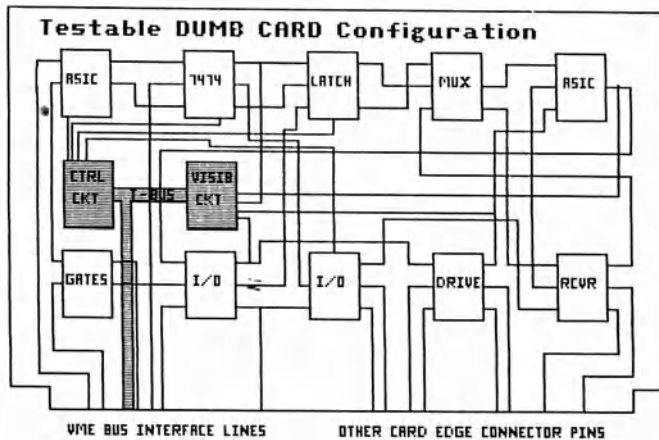 Testable DUMB CARD Configuration
ASIC
7474
LATCH
MUX
ASIC
CTRL
CKT
T-BUS
VISIB
CKT
GATES
I/O
I/O
DRIVE
RCVR
VME BUS INTERFACE LINES
OTHER CARD EDGE CONNECTOR PINS